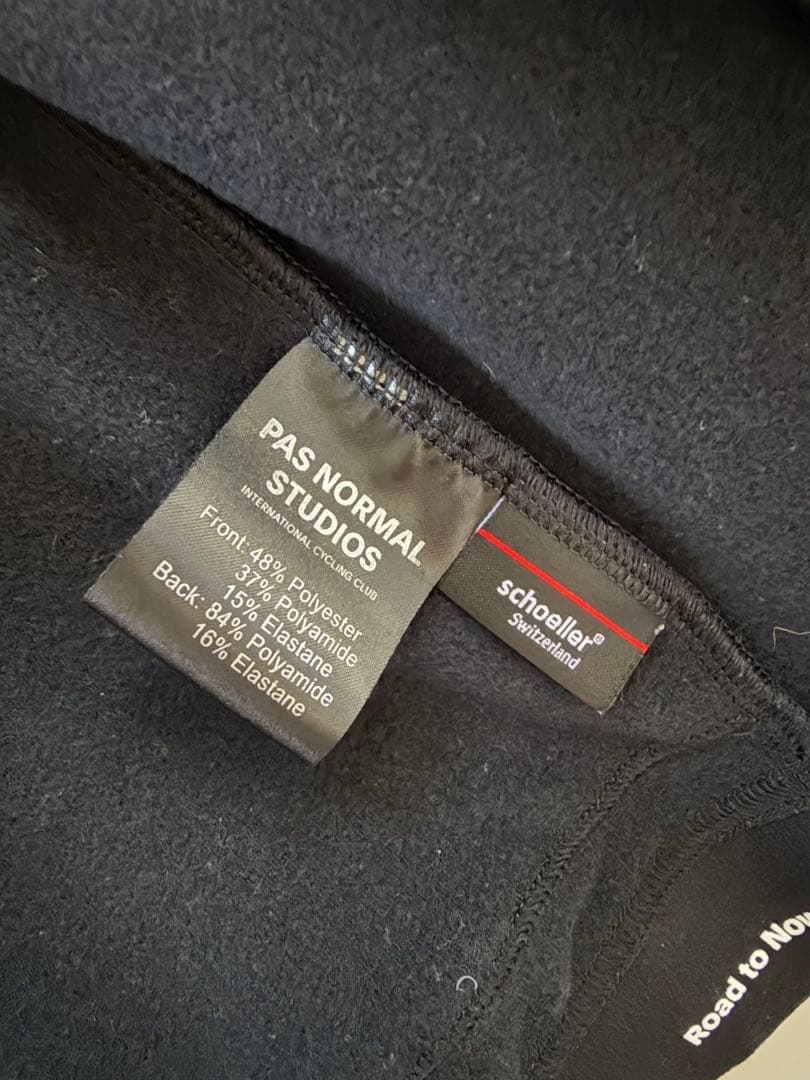 PAS NORMAL
STUDIOS
INTERNATIONAL CYCLING CLUB
Front: 48% Polyester
37% Polyamide
15% Elastane
Back: 84% Polyamide
16% Elastane
schoeller®
Switzerland
Road to